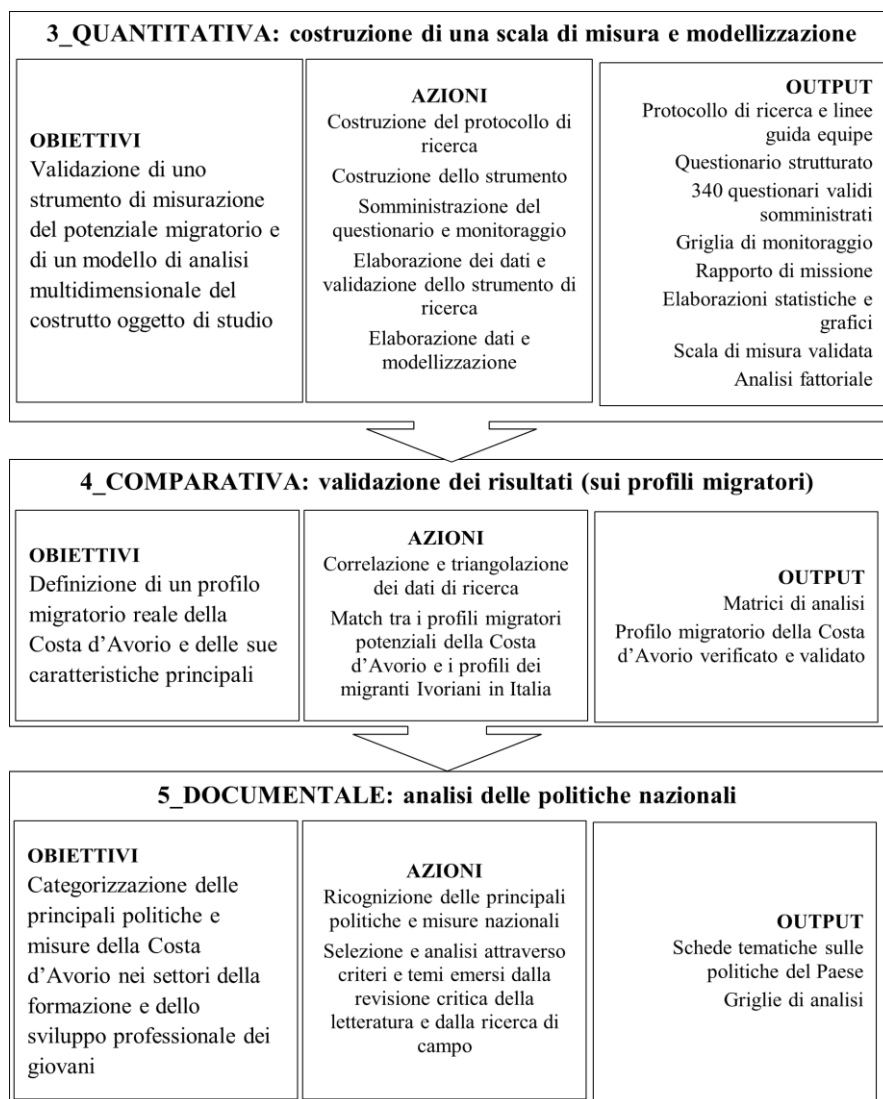 3_QUANTITATIVA: costruzione di una scala di misura e modellizzazione
OBIETTIVI
Validazione di uno
strumento di misurazione
del potenziale migratorio e
di un modello di analisi
multidimensionale del
costrutto oggetto di studio
AZIONI
Costruzione del protocollo di
ricerca
Costruzione dello strumento
Somministrazione del
questionario e monitoraggio
Elaborazione dei dati e
validazione dello strumento di
ricerca
Elaborazione dati e
modellizzazione
OUTPUT
Protocollo di ricerca e linee
guida equipe
Questionario strutturato
340 questionari validi
somministrati
Griglia di monitoraggio
Rapporto di missione
Elaborazioni statistiche e
grafici
Scala di misura validata
Analisi fattoriale
4_COMPARATIVA: validazione dei risultati (sui profili migratori)
OBIETTIVI
Definizione di un profilo
migratorio reale della
Costa d’Avorio e delle sue
caratteristiche principali
AZIONI
Correlazione e triangolazione
dei dati di ricerca
Match tra i profili migratori
potenziali della Costa
d’Avorio e i profili dei
migranti Ivoriani in Italia
OUTPUT
Matrici di analisi
Profilo migratorio della Costa
d’Avorio verificato e validato
5_DOCUMENTALE: analisi delle politiche nazionali
OBIETTIVI
Categorizzazione delle
principali politiche e
misure della Costa
d’Avorio nei settori della
formazione e dello
sviluppo professionale dei
giovani
AZIONI
Ricognizione delle principali
politiche e misure nazionali
Selezione e analisi attraverso
criteri e temi emersi dalla
revisione critica della
letteratura e dalla ricerca di
campo
OUTPUT
Schede tematiche sulle
politiche del Paese
Griglie di analisi